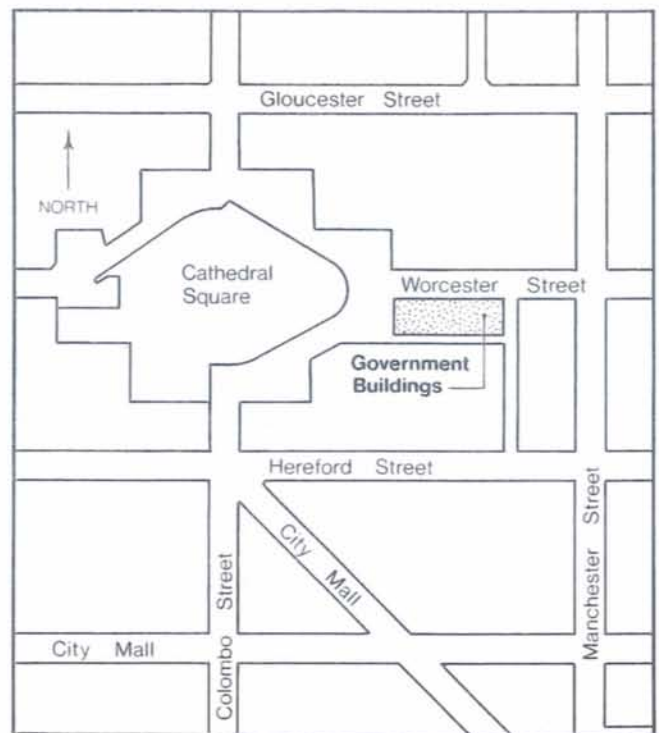 Gloucester Street
NORTH
Cathedral
Square
Worcester Street
Government
Buildings
Hereford Street
City Mall
Manchester Street
Colombo Street
City Mall